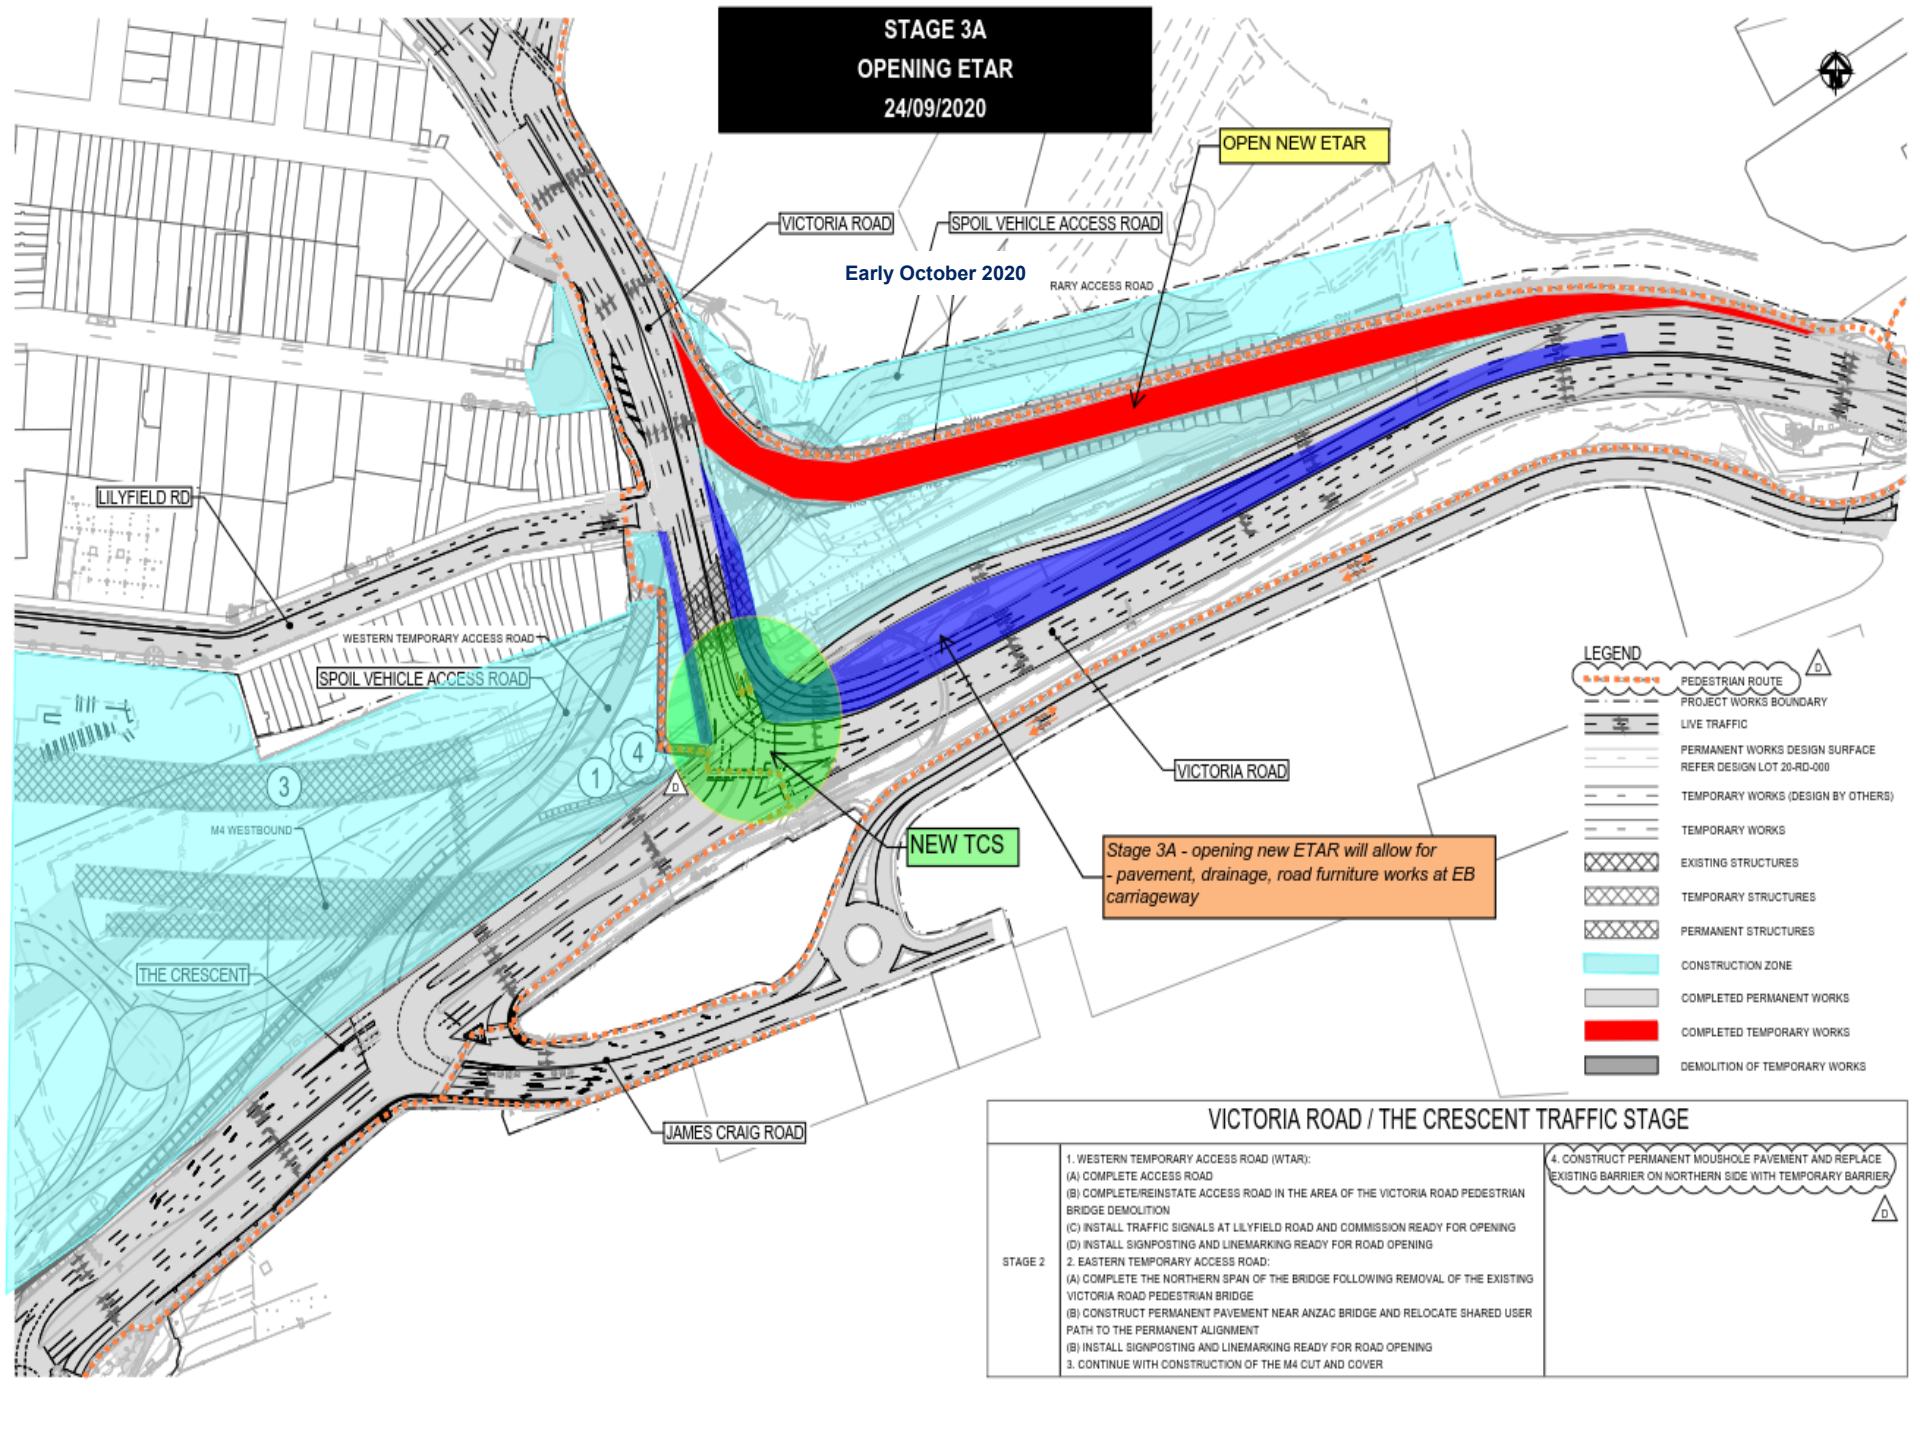 STAGE 3A
OPENING ETAR
24/09/2020
OPEN NEW ETAR
VICTORIA ROAD
SPOIL VEHICLE ACCESS ROAD
Early October 2020
RARY ACCESS ROAD
LILYFIELD RD
WESTERN TEMPORARY ACCESS ROAD
SPOIL VEHICLE ACCESS ROAD
3
1
4
D
M4 WESTBOUND
THE CRESCENT
VICTORIA ROAD
NEW TCS
Stage 3A - opening new ETAR will allow for
- pavement, drainage, road furniture works at EB
carriageway
JAMES CRAIG ROAD
LEGEND
D
PEDESTRIAN ROUTE
PROJECT WORKS BOUNDARY
LIVE TRAFFIC
PERMANENT WORKS DESIGN SURFACE
REFER DESIGN LOT 20-RD-000
TEMPORARY WORKS (DESIGN BY OTHERS)
TEMPORARY WORKS
EXISTING STRUCTURES
TEMPORARY STRUCTURES
PERMANENT STRUCTURES
CONSTRUCTION ZONE
COMPLETED PERMANENT WORKS
COMPLETED TEMPORARY WORKS
DEMOLITION OF TEMPORARY WORKS
VICTORIA ROAD / THE CRESCENT TRAFFIC STAGE
STAGE 2
1. WESTERN TEMPORARY ACCESS ROAD (WTAR):
(A) COMPLETE ACCESS ROAD
(B) COMPLETE/REINSTATE ACCESS ROAD IN THE AREA OF THE VICTORIA ROAD PEDESTRIAN
BRIDGE DEMOLITION
(C) INSTALL TRAFFIC SIGNALS AT LILYFIELD ROAD AND COMMISSION READY FOR OPENING
(D) INSTALL SIGNPOSTING AND LINEMARKING READY FOR ROAD OPENING
2. EASTERN TEMPORARY ACCESS ROAD:
(A) COMPLETE THE NORTHERN SPAN OF THE BRIDGE FOLLOWING REMOVAL OF THE EXISTING
VICTORIA ROAD PEDESTRIAN BRIDGE
(B) CONSTRUCT PERMANENT PAVEMENT NEAR ANZAC BRIDGE AND RELOCATE SHARED USER
PATH TO THE PERMANENT ALIGNMENT
(B) INSTALL SIGNPOSTING AND LINEMARKING READY FOR ROAD OPENING
3. CONTINUE WITH CONSTRUCTION OF THE M4 CUT AND COVER
4. CONSTRUCT PERMANENT MOUSHOLE PAVEMENT AND REPLACE
EXISTING BARRIER ON NORTHERN SIDE WITH TEMPORARY BARRIER
D